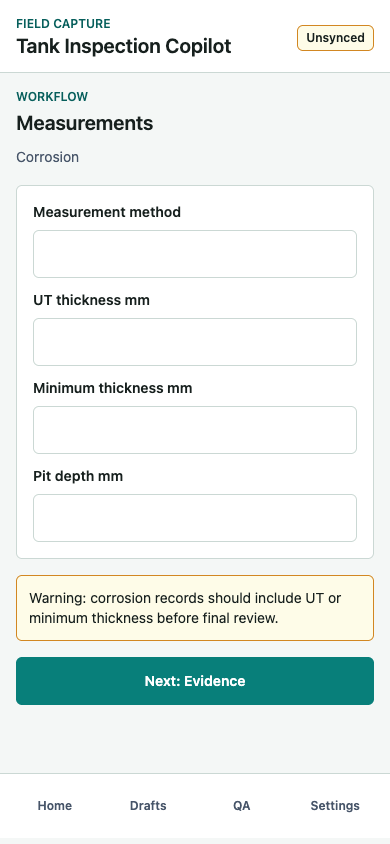 FIELD CAPTURE
Tank Inspection Copilot
Unsynced
WORKFLOW
Measurements
Corrosion
Measurement method
UT thickness mm
Minimum thickness mm
Pit depth mm
Warning: corrosion records should include UT or
minimum thickness before final review.
Next: Evidence
Home
Drafts
QA
Settings